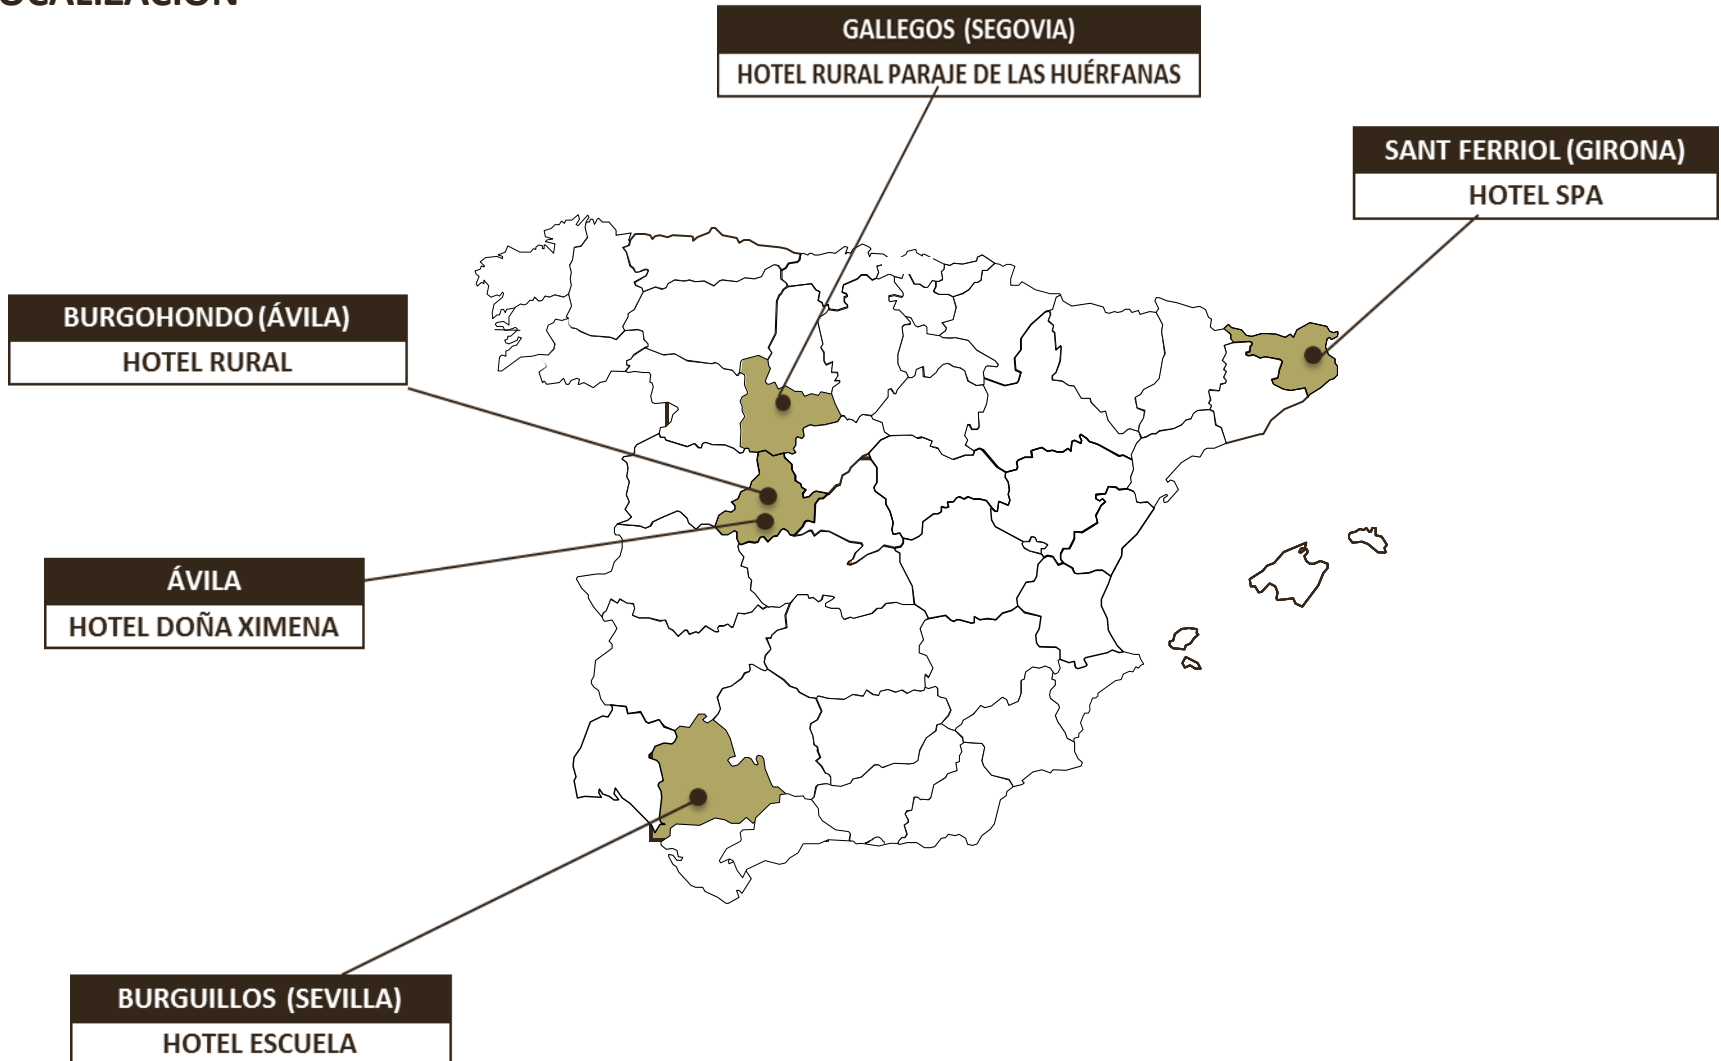 GALLEGOS (SEGOVIA)
HOTEL RURAL PARAJE DE LAS HUÉRFANAS
SANT FERRIOL (GIRONA)
HOTEL SPA
BURGOHONDO (ÁVILA)
HOTEL RURAL
ÁVILA
HOTEL DOÑA XIMENA
BURGUILLOS (SEVILLA)
HOTEL ESCUELA